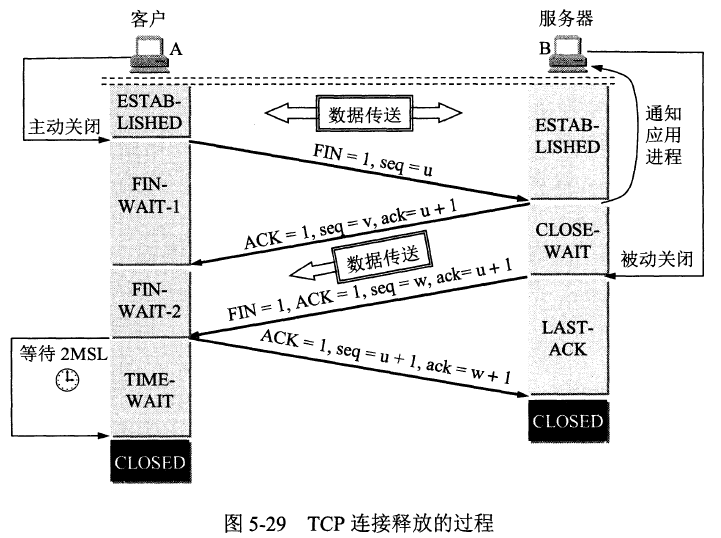 客户
服务器
A
B
ESTAB-
LISHED
数据传送
主动关闭
通知
应用
进程
ESTAB-
LISHED
FIN = 1, seq = u
FIN-
WAIT-1
ACK = 1, seq = v, ack= u + 1
CLOSE-
WAIT
数据传送
被动关闭
FIN-
WAIT-2
FIN = 1, ACK = 1, seq = w, ack= u + 1
LAST-
ACK
等待 2MSL
ACK = 1, seq = u + 1, ack = w + 1
TIME-
WAIT
CLOSED
CLOSED
图 5-29 TCP 连接释放的过程